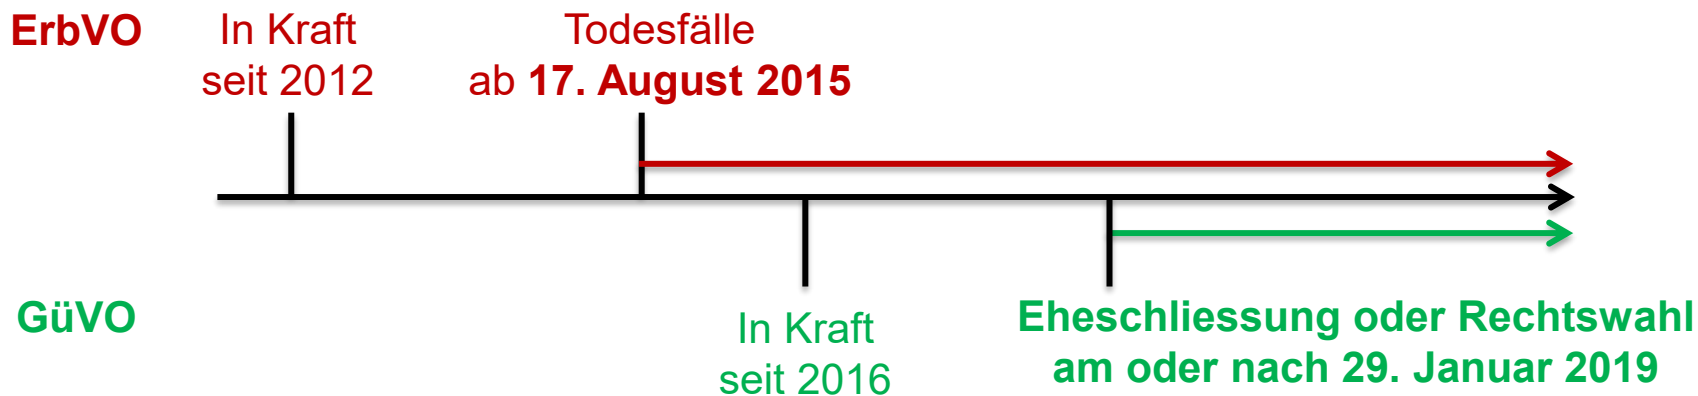 ErbVO
In Kraft
seit 2012
Todesfälle
ab 17. August 2015
GüVO
In Kraft
seit 2016
Eheschliessung oder Rechtswahl
am oder nach 29. Januar 2019